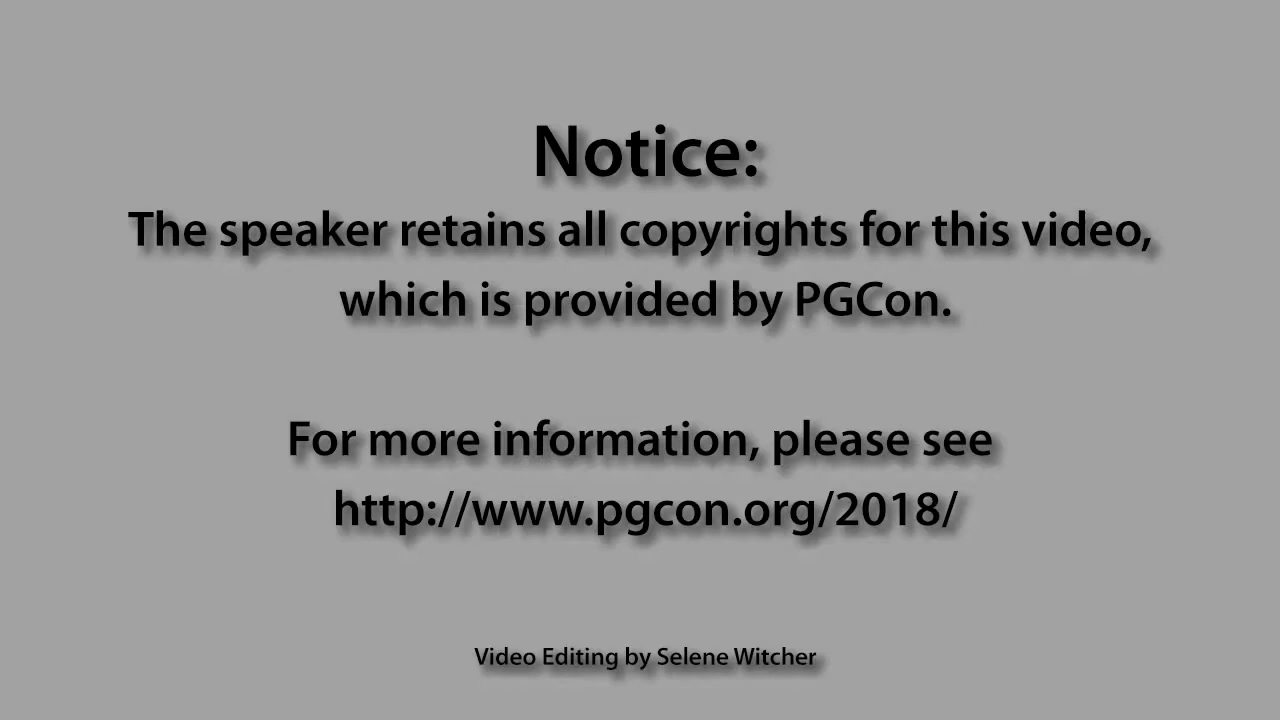 Notice:
The speaker retains all copyrights for this video,
which is provided by PGCon.
For more information, please see
http://www.pgcon.org/2018/
Video Editing by Selene Witcher